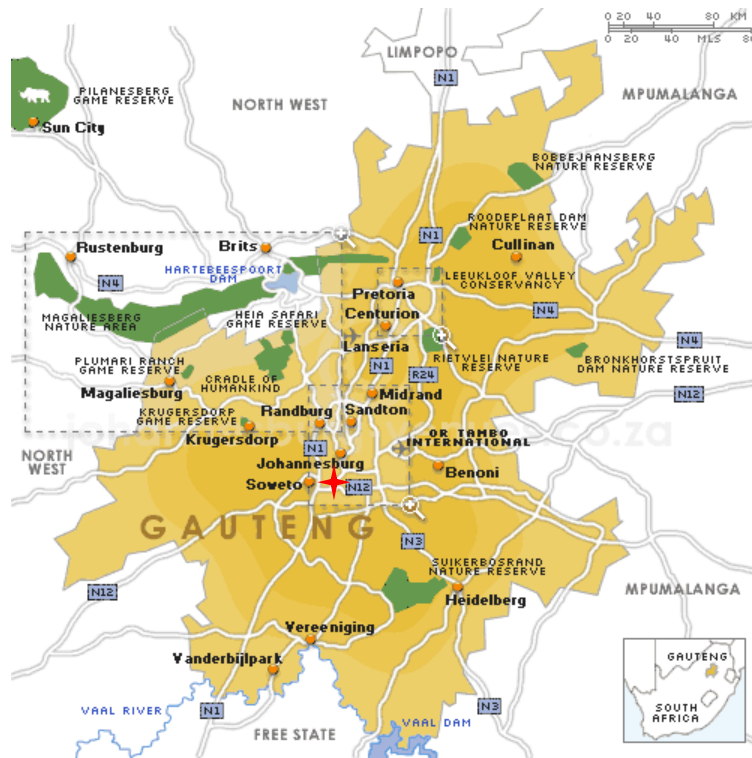 0 20 40 80 KM
0 20 40 MLS 80
LIMPOPO
N1
PILANESBERG
GAME RESERVE
NORTH WEST
MPUMALANGA
Sun City
BOBBEJAANSBERG
NATURE RESERVE
ROODEPLAAT DAM
NATURE RESERVE
N1
Rustenburg
Brits
Cullinan
HARTEBEESPOORT
DAM
LEEUKLOOF VALLEY
CONSERVANCY
N4
Pretoria
N4
MAGALIESBERG
NATURE AREA
HEIA SAFARI
GAME RESERVE
Centurion
Lanseria
N4
PLUMARI RANCH
GAME RESERVE
N1
RIETVLEI NATURE
RESERVE
BRONKHORSTSPRUIT
DAM NATURE RESERVE
R24
CRADLE OF
HUMANKIND
Magaliesburg
Midrand
N12
KRUGERSDORP
GAME RESERVE
Randburg
Sandton
Krugersdorp
OR TAMBO
INTERNATIONAL
.co.za
NORTH
WEST
N1
Johannesburg
Benoni
Soweto
N12
GAUTENG
N3
SUIKERBOSRAND
NATURE RESERVE
N12
Heidelberg
MPUMALANGA
Vereeniging
Vanderbijlpark
GAUTENG
SOUTH
AFRICA
VAAL RIVER
N1
N3
VAAL DAM
FREE STATE